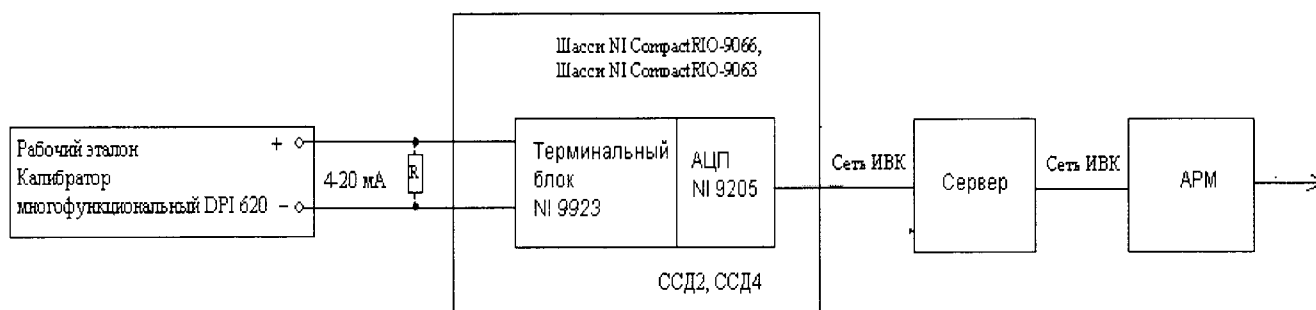 Шасси NI CompactRIO-9066,
Шасси NI CompactRIO-9063
Рабочий эталон
Калибратор
многофункциональный DPI 620
+
−
4-20 мА
R
Терминальный
блок
NI 9923
АЦП
NI 9205
ССД2, ССД4
Сеть ИВК
Сервер
Сеть ИВК
АРМ